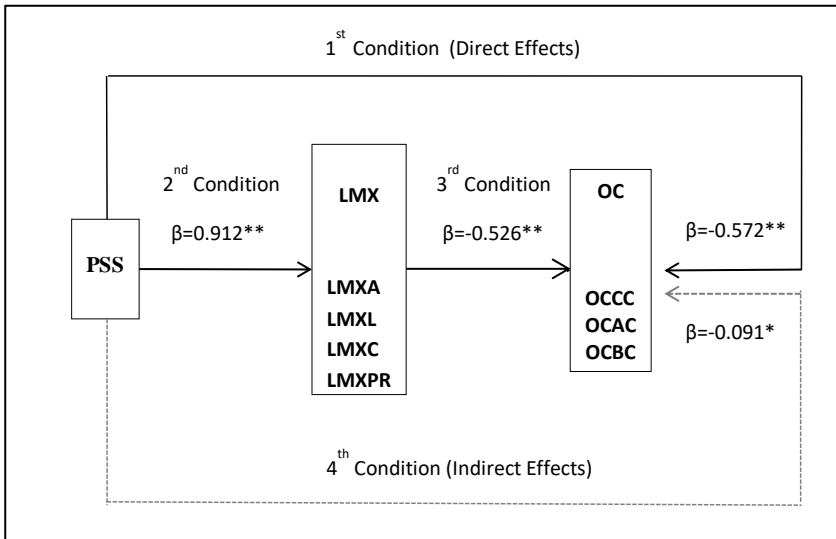 1st Condition (Direct Effects)
2nd Condition
β=0.912**
PSS
LMX
LMXA
LMXL
LMXC
LMXPR
3rd Condition
β=-0.526**
OC
OCCC
OCAC
OCBC
β=-0.572**
β=-0.091*
4th Condition (Indirect Effects)